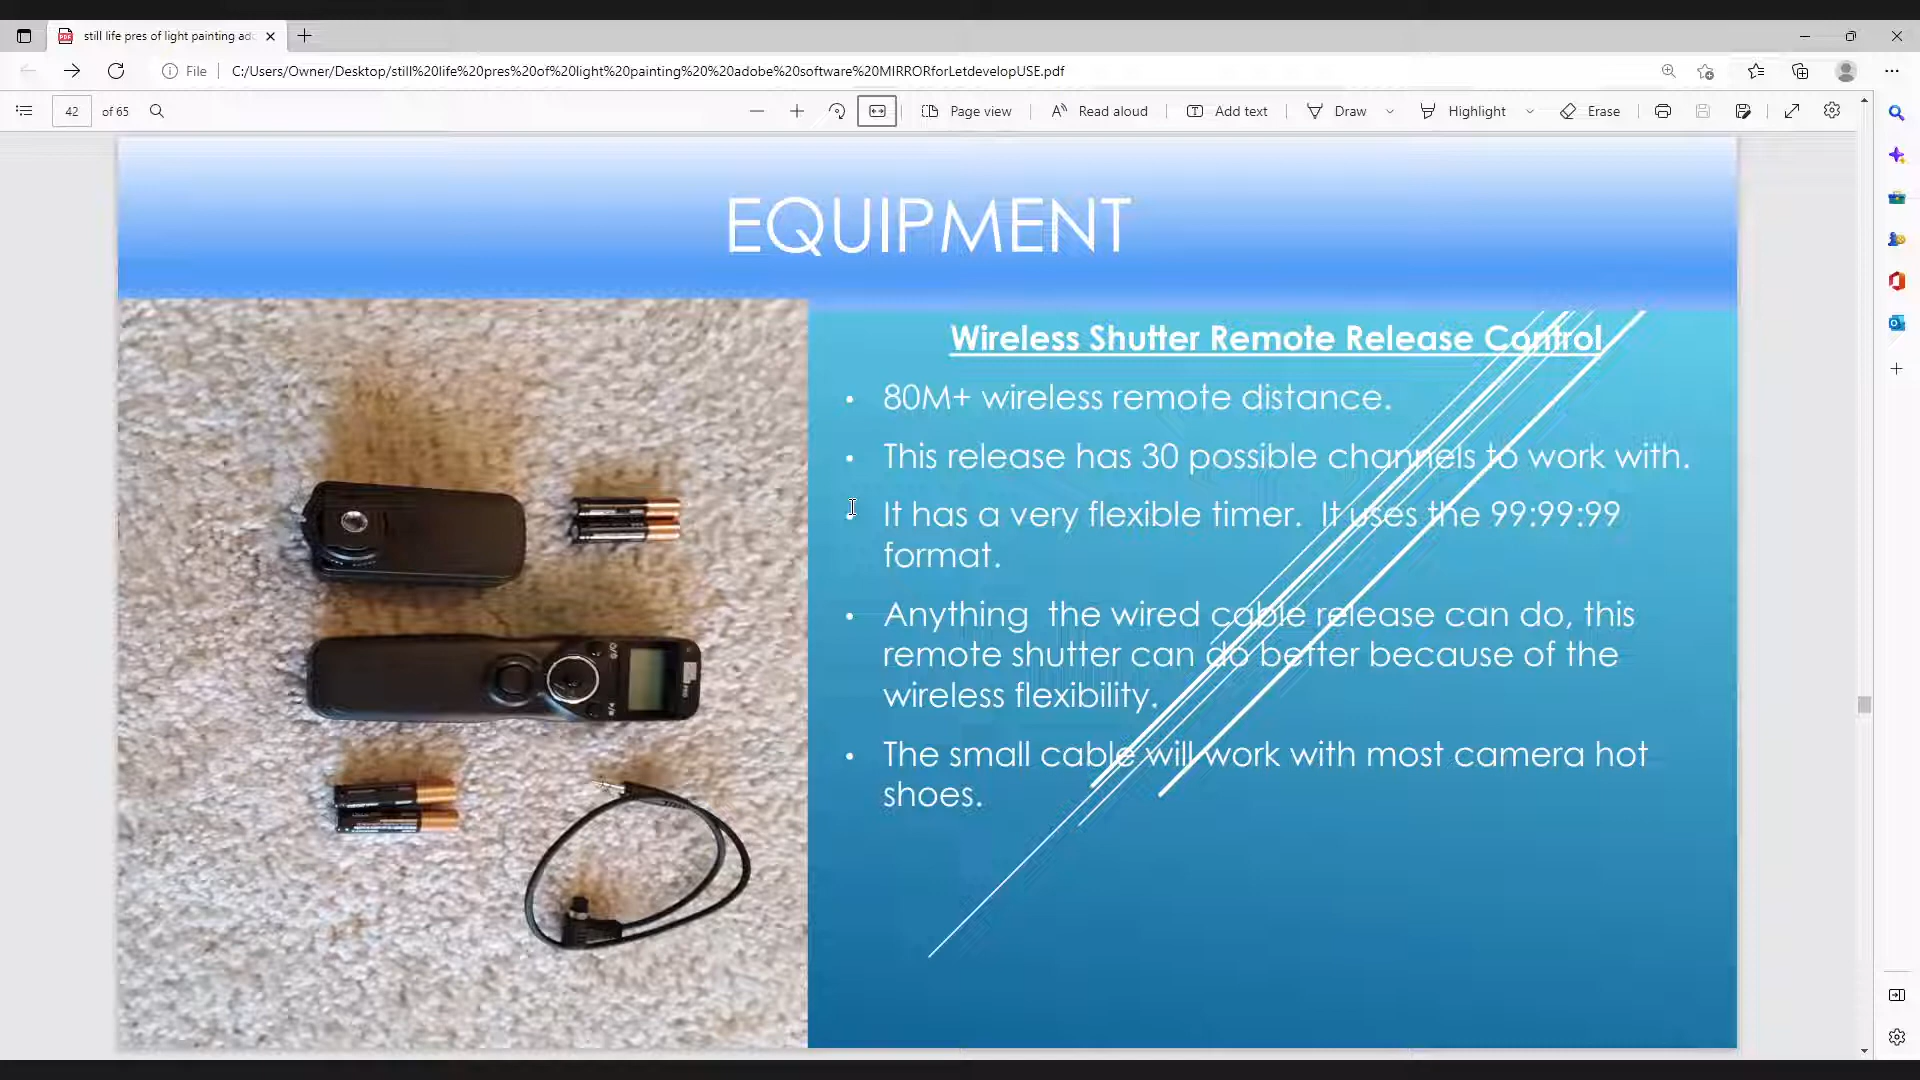 still life pres of light painting ad
File
C:/Users/Owner/Desktop/still%20life%20pres%20of%20light%20painting%20%20adobe%20software%20MIRRORforLetdevelopUSE.pdf
42 of 65
Page view
Read aloud
Add text
Draw
Highlight
Erase
EQUIPMENT
Wireless Shutter Remote Release Control
• 80M+ wireless remote distance.
• This release has 30 possible channels to work with.
• It has a very flexible timer. It uses the 99:99:99
format.
• Anything the wired cable release can do, this
remote shutter can do better because of the
wireless flexibility.
• The small cable will work with most camera hot
shoes.